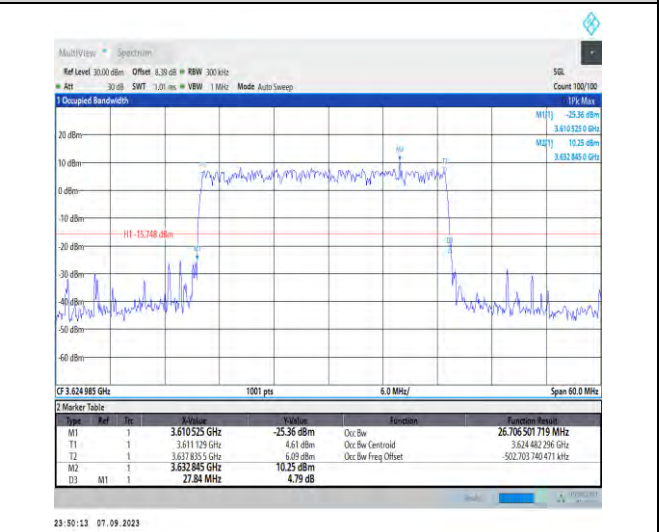 MultiView Spectrum
Ref Level 30.00 dBm Offset 8.39 dB RBW 300 kHz SGL
Att 30 dB SWT 1.01 ms VBW 1 MHz Mode Auto Sweep Count 100/100
1 Occupied Bandwidth 1Pk Max
M1[1] -25.36 dBm
3.610 525 0 GHz
M2[1] 10.25 dBm
3.632 845 0 GHz
20 dBm
10 dBm
0 dBm
-10 dBm
H1 -15.748 dBm
-20 dBm
-30 dBm
-40 dBm
-50 dBm
-60 dBm
M2
T2
M1
D3
CF 3.624 985 GHz 1001 pts 6.0 MHz/ Span 60.0 MHz
2 Marker Table
Type Ref Trc X-Value Y-Value Function Function Result
M1 1 3.610 525 GHz -25.36 dBm Occ Bw 26.706 501 719 MHz
T1 1 3.611 129 GHz 4.61 dBm Occ Bw Centroid 3.624 482 296 GHz
T2 1 3.637 835 5 GHz 6.09 dBm Occ Bw Freq Offset -502.703 740 471 kHz
M2 1 3.632 845 GHz 10.25 dBm
D3 M1 1 27.84 MHz 4.79 dB
23:50:13 07.09.2023